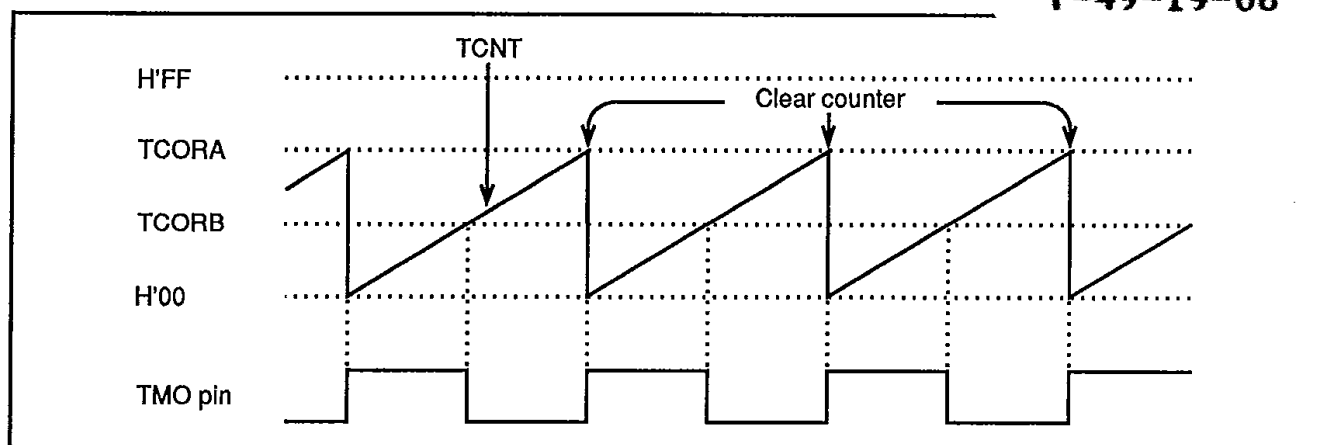 TCNT
H'FF
Clear counter
TCORA
TCORB
H'00
TMO pin